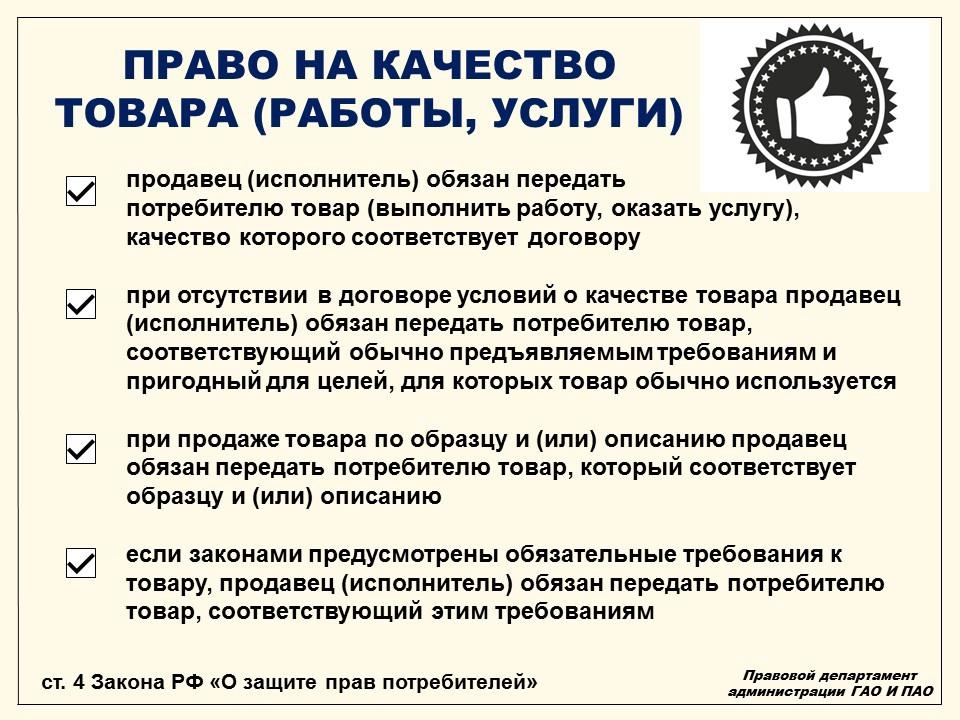 ПРАВО НА КАЧЕСТВО
ТОВАРА (РАБОТЫ, УСЛУГИ)
продавец (исполнитель) обязан передать
потребителю товар (выполнить работу, оказать услугу),
качество которого соответствует договору
при отсутствии в договоре условий о качестве товара продавец
(исполнитель) обязан передать потребителю товар,
соответствующий обычно предъявляемым требованиям и
пригодный для целей, для которых товар обычно используется
при продаже товара по образцу и (или) описанию продавец
обязан передать потребителю товар, который соответствует
образцу и (или) описанию
если законами предусмотрены обязательные требования к
товару, продавец (исполнитель) обязан передать потребителю
товар, соответствующий этим требованиям
ст. 4 Закона РФ «О защите прав потребителей»
Правовой департамент
администрации ГАО И ПАО